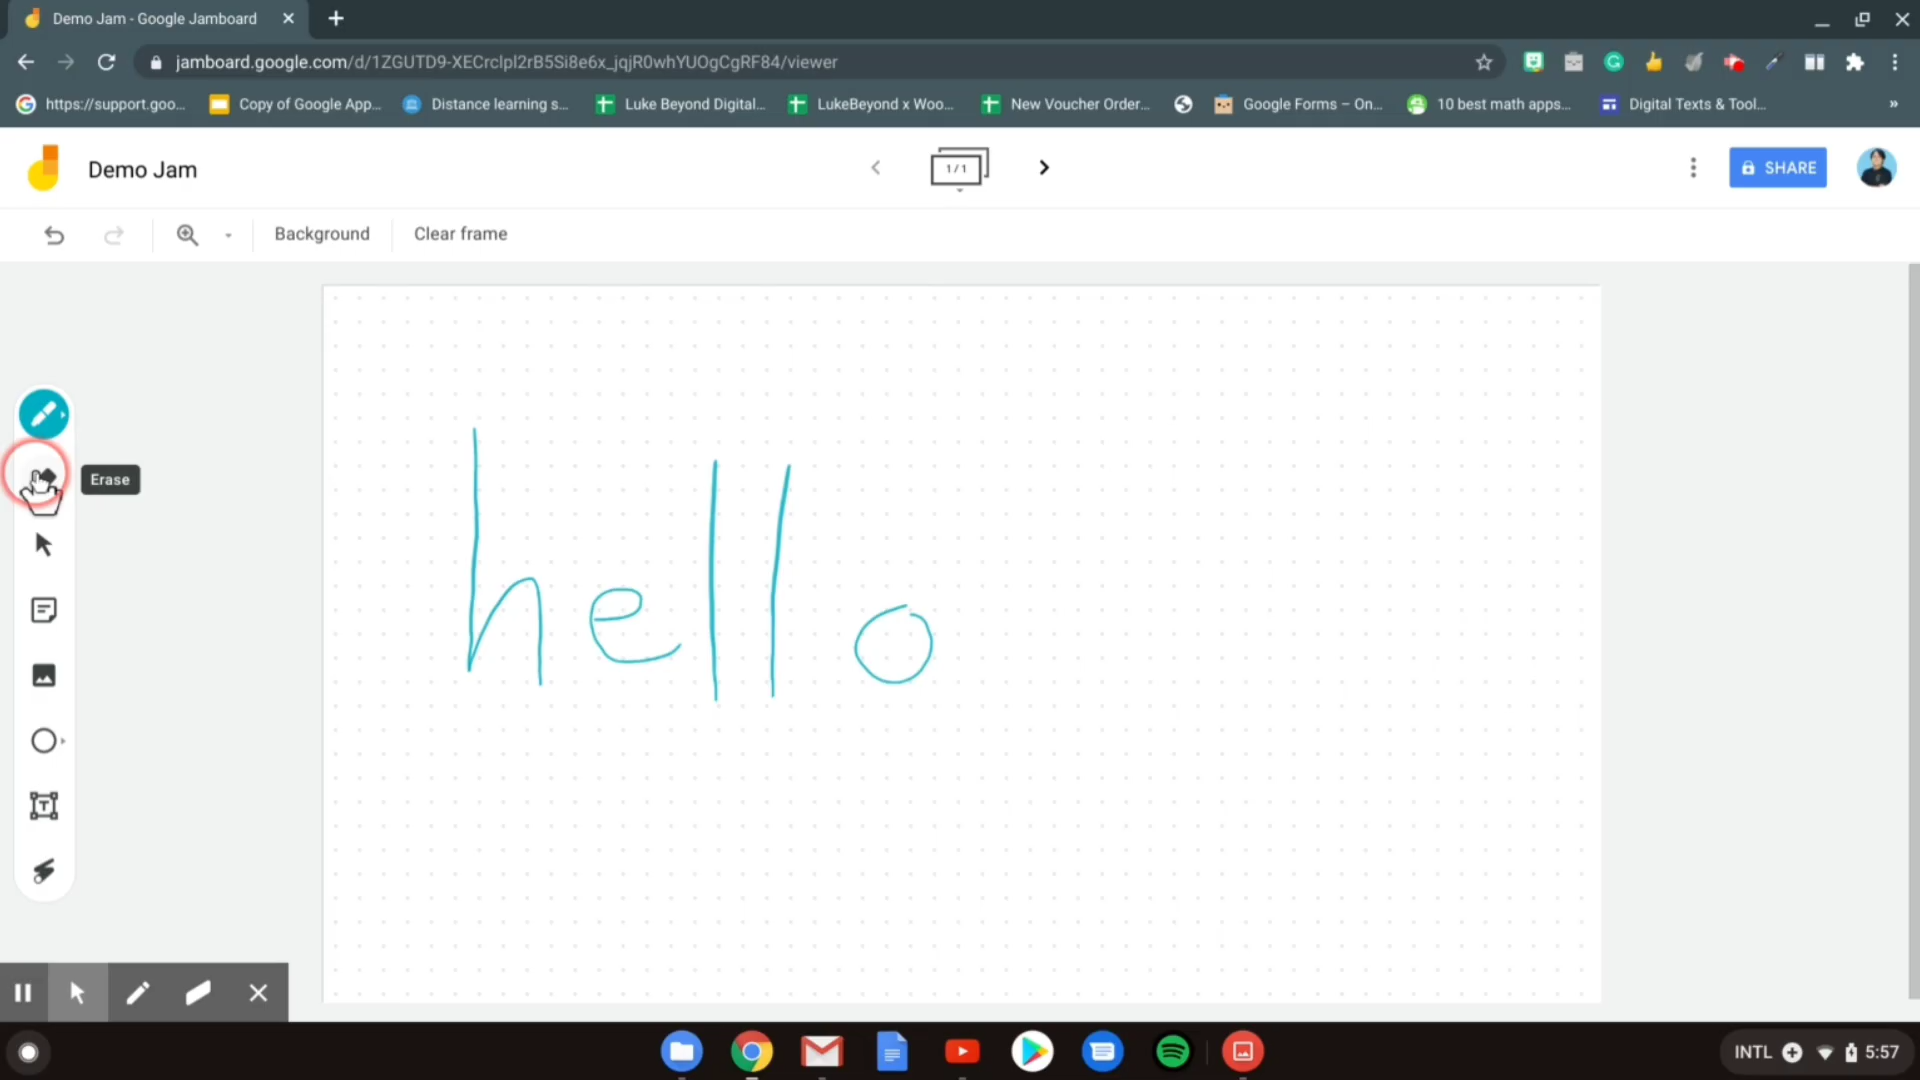 Demo Jam - Google Jamboard
jamboard.google.com/d/1ZGUTD9-XECrclpl2rB5Si8e6x_jqjR0whYUOgCgRF84/viewer
https://support.goo... Copy of Google App... Distance learning s... Luke Beyond Digital... LukeBeyond x Woo... New Voucher Order... Google Forms – On... 10 best math apps... Digital Texts & Tool... »
Demo Jam
1 / 1
SHARE
Background Clear frame
Erase
hello
INTL 5:57